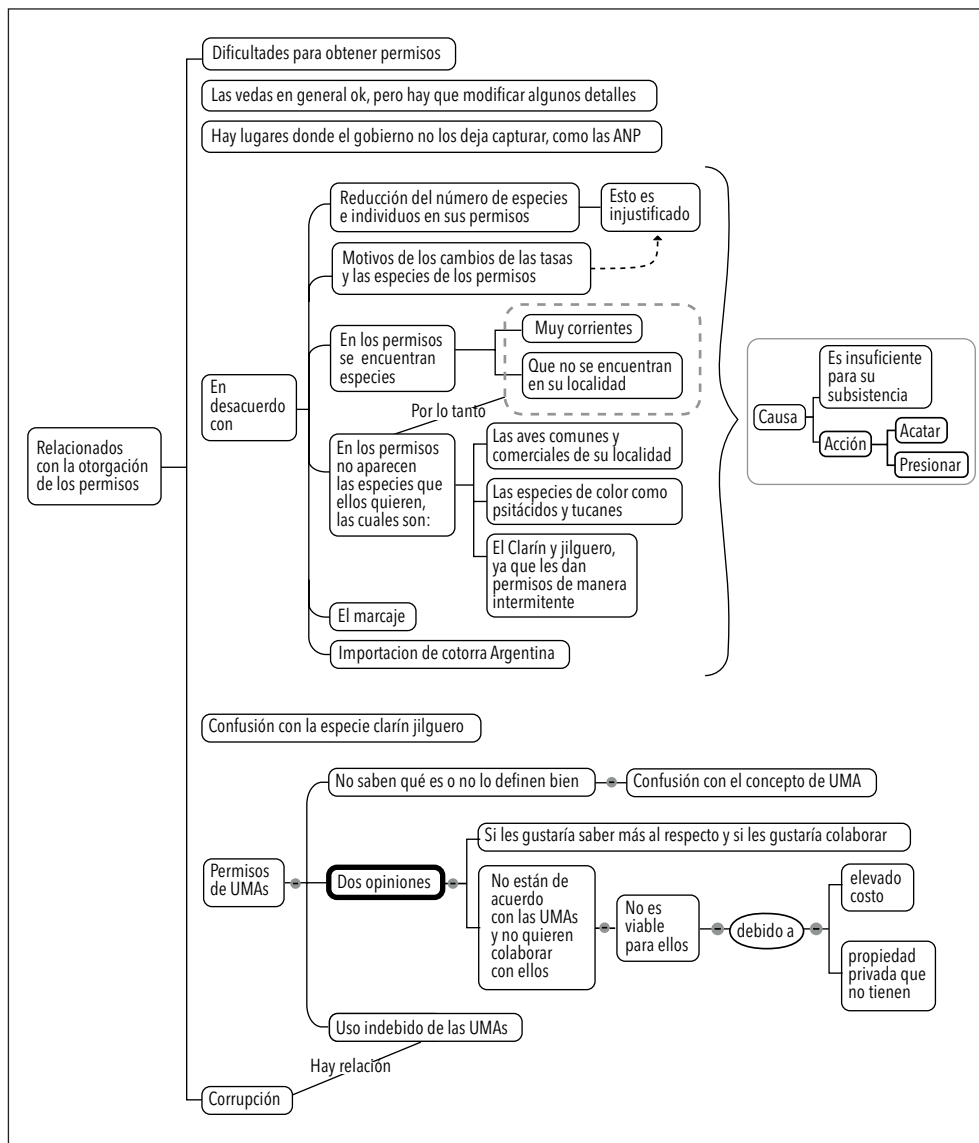 Dificultades para obtener permisos
Las vedas en general ok, pero hay que modificar algunos detalles
Hay lugares donde el gobierno no los deja capturar, como las ANP
Relacionados
con la otorgación
de los permisos
En
desacuerdo
con
Reducción del número de especies
e individuos en sus permisos
Esto es
injustificado
Motivos de los cambios de las tasas
y las especies de los permisos
En los permisos
se encuentran
especies
Muy corrientes
Que no se encuentran
en su localidad
Por lo tanto
En los permisos
no aparecen
las especies que
ellos quieren,
las cuales son:
Las aves comunes y
comerciales de su localidad
Las especies de color como
psitácidos y tucanes
El Clarín y jilguero,
ya que les dan
permisos de manera
intermitente
El marcaje
Importacion de cotorra Argentina
Causa
Es insuficiente
para su
subsistencia
Acción
Acatar
Presionar
Confusión con la especie clarín jilguero
Permisos
de UMAs
No saben qué es o no lo definen bien
Confusión con el concepto de UMA
Dos opiniones
Si les gustaría saber más al respecto y si les gustaría colaborar
No están de
acuerdo
con las UMAs
y no quieren
colaborar
con ellos
No es
viable
para ellos
debido a
elevado
costo
propiedad
privada que
no tienen
Uso indebido de las UMAs
Hay relación
Corrupción